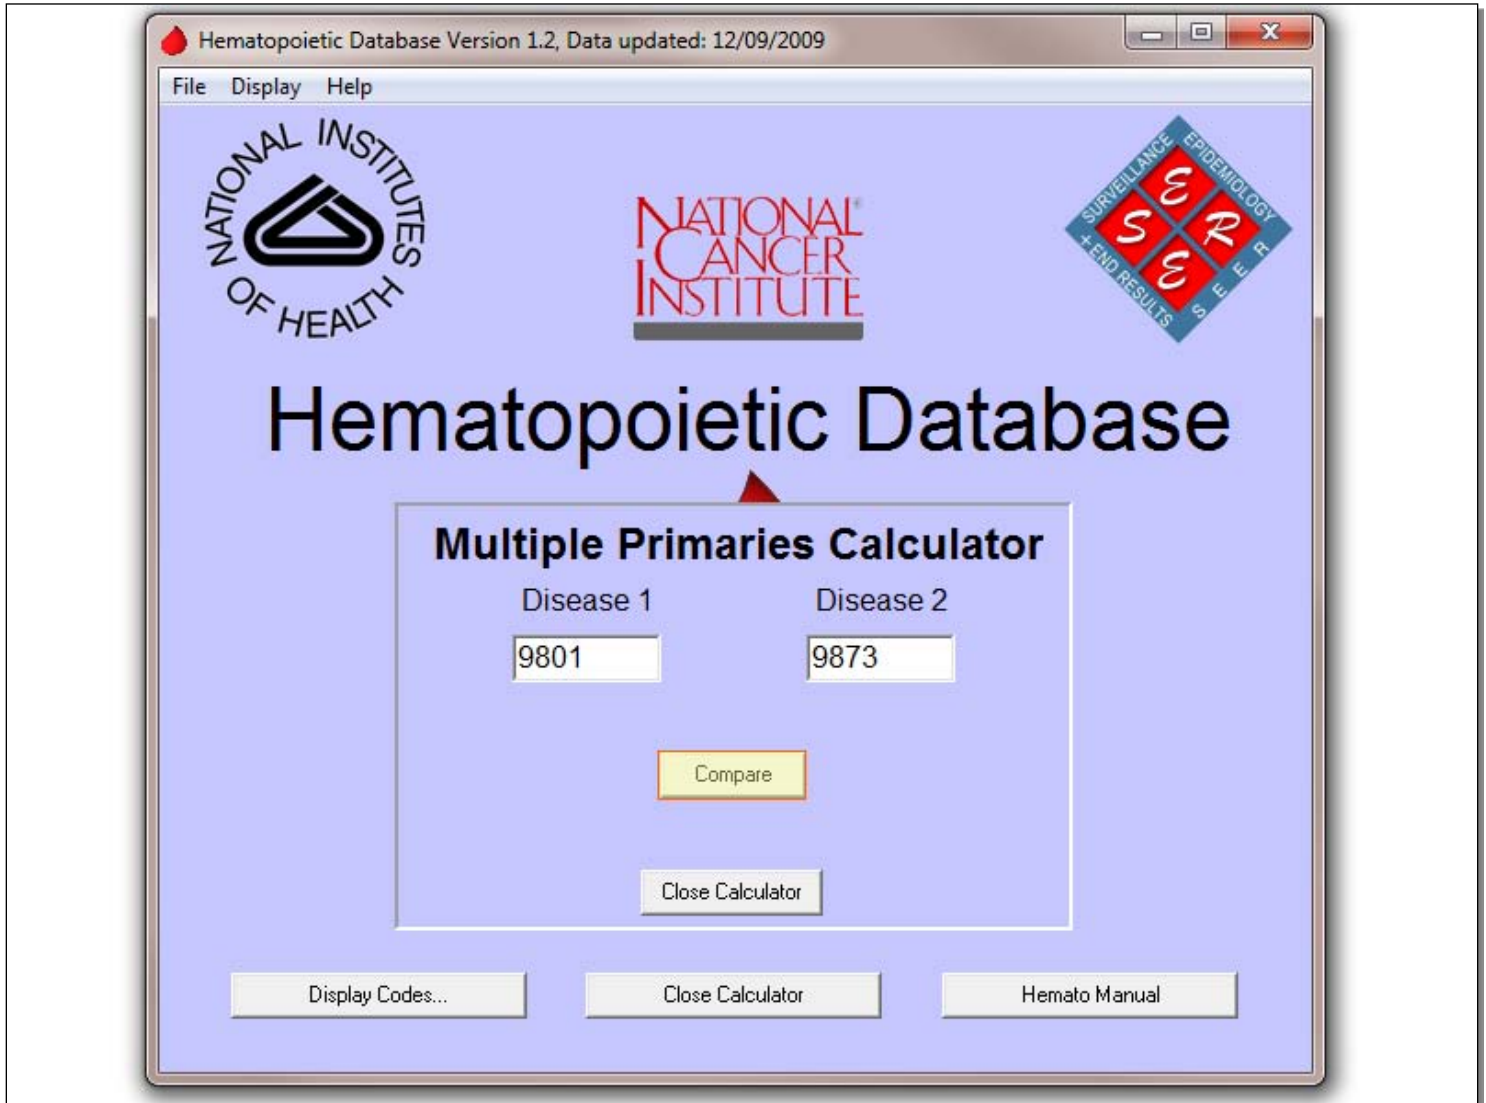 Hematopoietic Database Version 1.2, Data updated: 12/09/2009
File Display Help
NATIONAL INSTITUTES OF HEALTH
NATIONAL
CANCER
INSTITUTE
SURVEILLANCE EPIDEMIOLOGY + END RESULTS SEER
S E R E
Hematopoietic Database
Multiple Primaries Calculator
Disease 1 Disease 2
9801 9873
Compare
Close Calculator
Display Codes... Close Calculator Hemato Manual